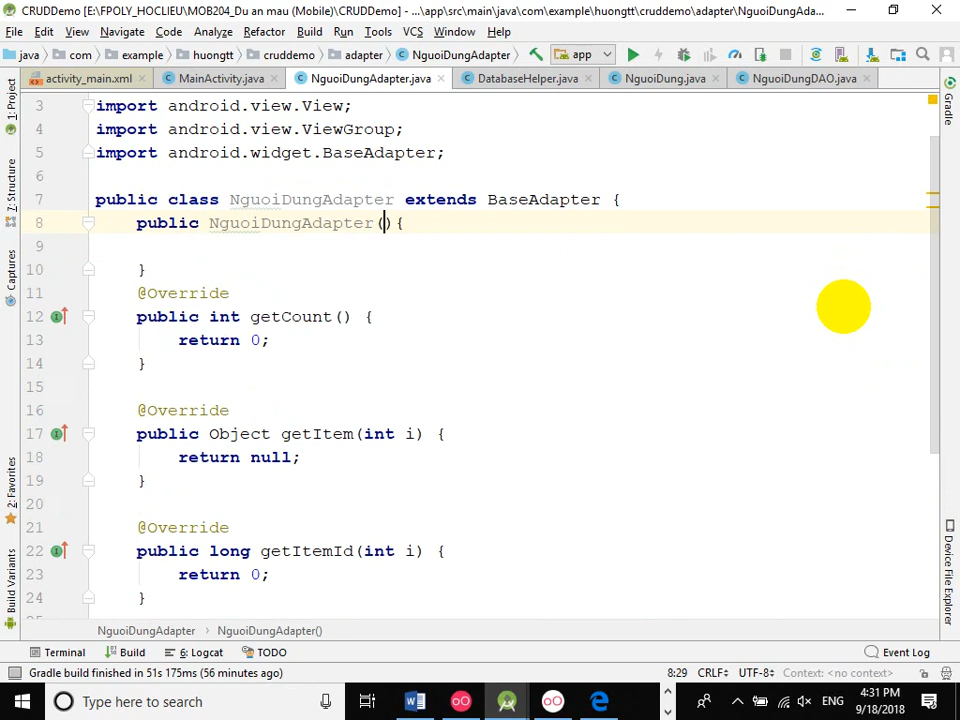 CRUDDemo [E:\FPOLY_HOCLIEU\MOB204_Du an mau (Mobile)\CRUDDemo] - ...\app\src\main\java\com\example\huongtt\cruddemo\adapter\NguoiDungAda...
File Edit View Navigate Code Analyze Refactor Build Run Tools VCS Window Help
java com example huongtt cruddemo adapter NguoiDungAdapter app
activity_main.xml MainActivity.java NguoiDungAdapter.java DatabaseHelper.java NguoiDung.java NguoiDungDAO.java
1: Project
7: Structure
Captures
2: Favorites
Build Variants
3 import android.view.View;
4 import android.view.ViewGroup;
5 import android.widget.BaseAdapter;
6
7 public class NguoiDungAdapter extends BaseAdapter {
8 public NguoiDungAdapter(){
9
10 }
11 @Override
12 public int getCount() {
13 return 0;
14 }
15
16 @Override
17 public Object getItem(int i) {
18 return null;
19 }
20
21 @Override
22 public long getItemId(int i) {
23 return 0;
24 }
Gradle
Device File Explorer
NguoiDungAdapter › NguoiDungAdapter()
Terminal Build 6: Logcat TODO Event Log
Gradle build finished in 51s 175ms (56 minutes ago) 8:29 CRLF UTF-8 Context: <no context>
Type here to search ENG 4:31 PM
9/18/2018